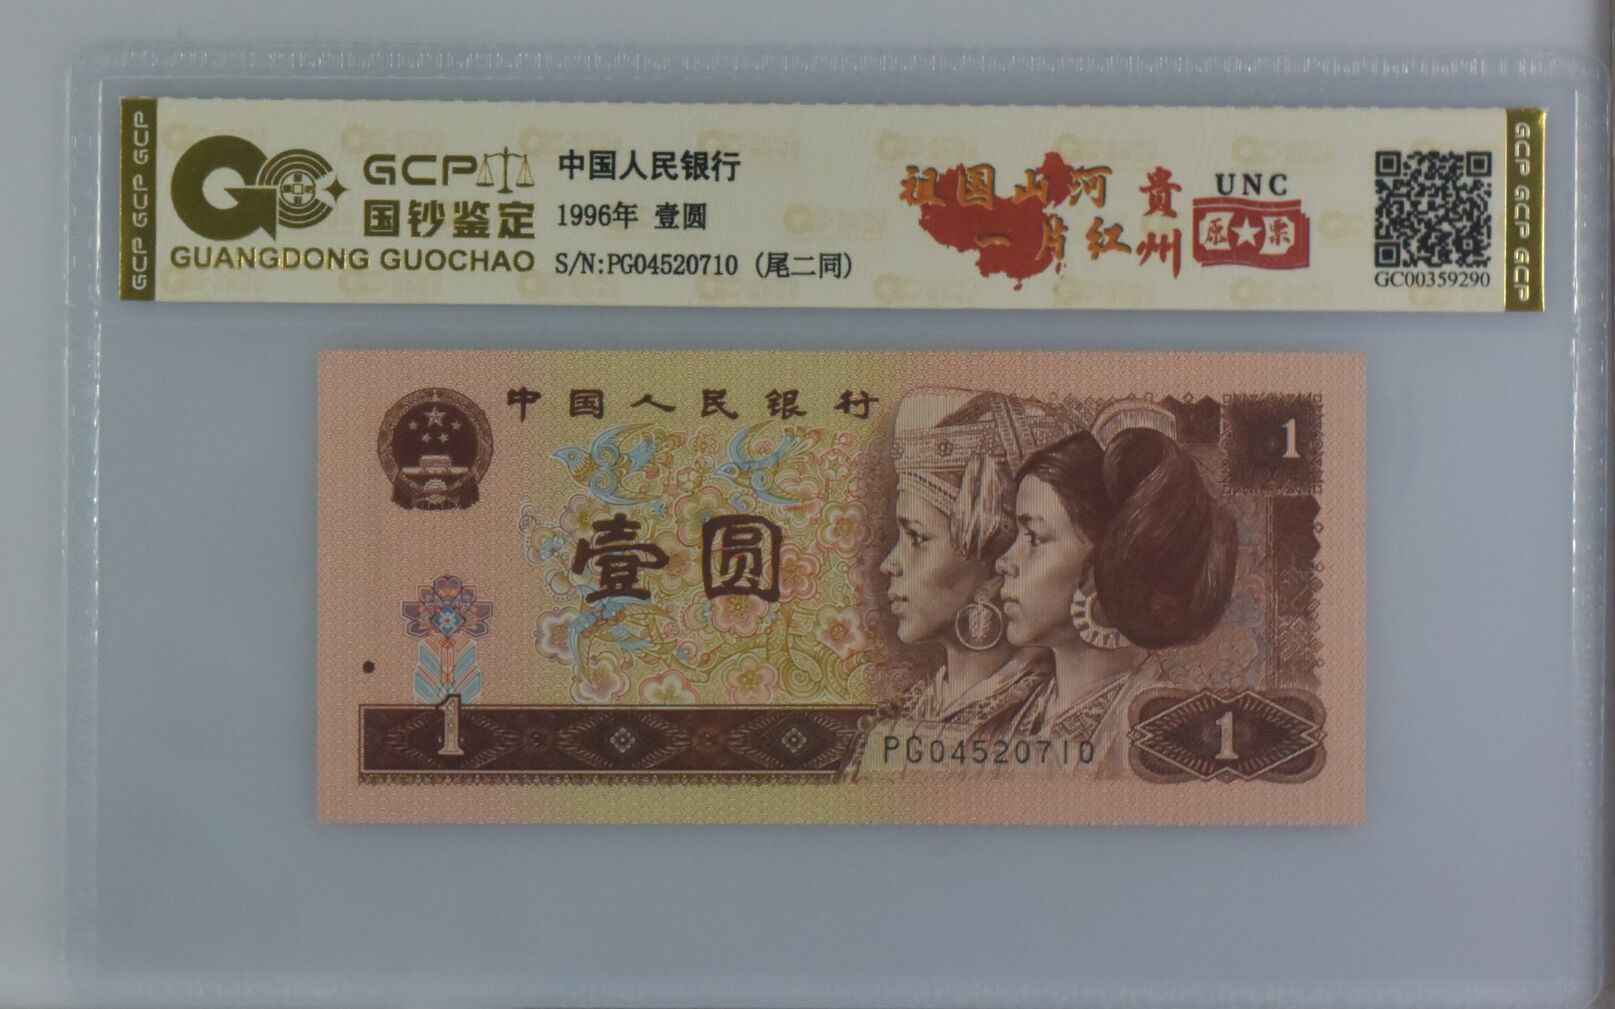 GCP GCP GCP
GCP
国钞鉴定
GUANGDONG GUOCHAO
中国人民银行
1996年 壹圆
S/N:PG04520710 (尾二同)
祖国山河
一片红
贵州
UNC
原票
GC00359290
GCP GCP GCP
中国人民银行
1
壹圆
1
PG04520710
1